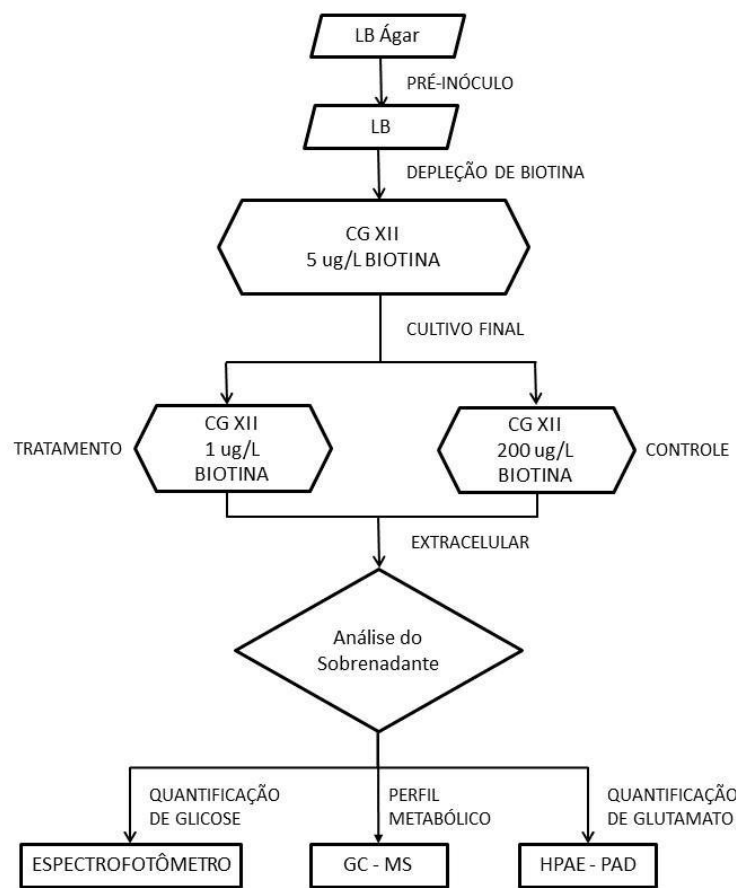 LB Ágar
PRÉ-INÓCULO
LB
DEPLEÇÃO DE BIOTINA
CG XII
5 ug/L BIOTINA
CULTIVO FINAL
TRATAMENTO
CG XII
1 ug/L
BIOTINA
CG XII
200 ug/L
BIOTINA
CONTROLE
EXTRACELULAR
Análise do
Sobrenadante
QUANTIFICAÇÃO
DE GLICOSE
PERFIL
METABÓLICO
QUANTIFICAÇÃO
DE GLUTAMATO
ESPECTROFOTÔMETRO
GC - MS
HPAE - PAD